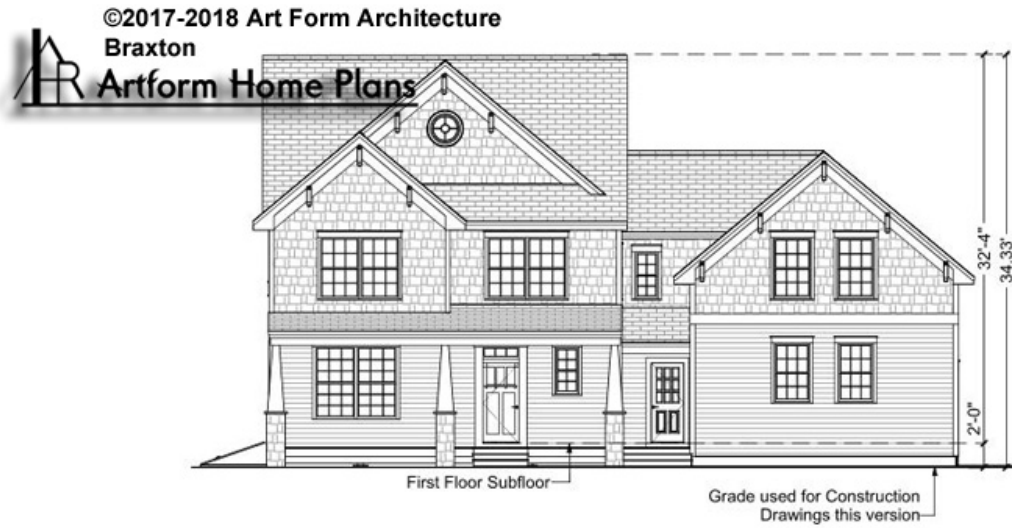 ©2017-2018 Art Form Architecture
Braxton
Artform Home Plans
32'-4"
34.33'
2'-0"
First Floor Subfloor
Grade used for Construction
Drawings this version